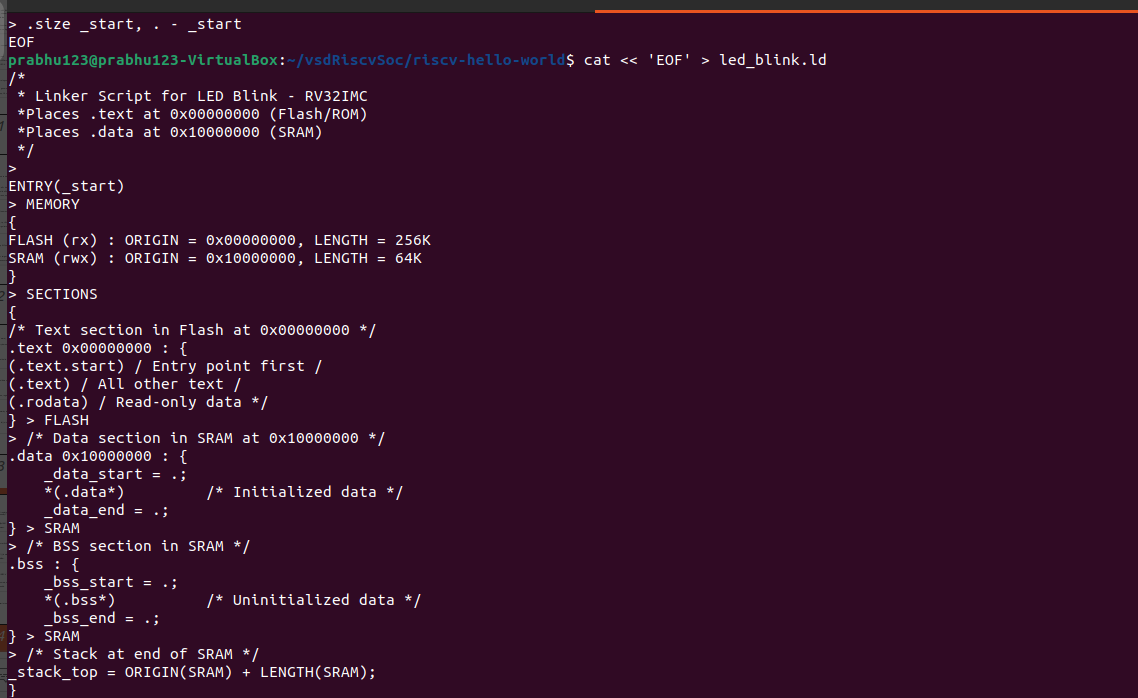 > .size _start, . - _start
EOF
prabhu123@prabhu123-VirtualBox:~/vsdRiscvSoc/riscv-hello-world$ cat << 'EOF' > led_blink.ld
/*
 * Linker Script for LED Blink - RV32IMC
 *Places .text at 0x00000000 (Flash/ROM)
 *Places .data at 0x10000000 (SRAM)
 */
>
ENTRY(_start)
> MEMORY
{
FLASH (rx) : ORIGIN = 0x00000000, LENGTH = 256K
SRAM (rwx) : ORIGIN = 0x10000000, LENGTH = 64K
}
> SECTIONS
{
/* Text section in Flash at 0x00000000 */
.text 0x00000000 : {
(.text.start) / Entry point first /
(.text) / All other text /
(.rodata) / Read-only data */
} > FLASH
> /* Data section in SRAM at 0x10000000 */
.data 0x10000000 : {
    _data_start = .;
    *(.data*)         /* Initialized data */
    _data_end = .;
} > SRAM
> /* BSS section in SRAM */
.bss : {
    _bss_start = .;
    *(.bss*)          /* Uninitialized data */
    _bss_end = .;
} > SRAM
> /* Stack at end of SRAM */
_stack_top = ORIGIN(SRAM) + LENGTH(SRAM);
}